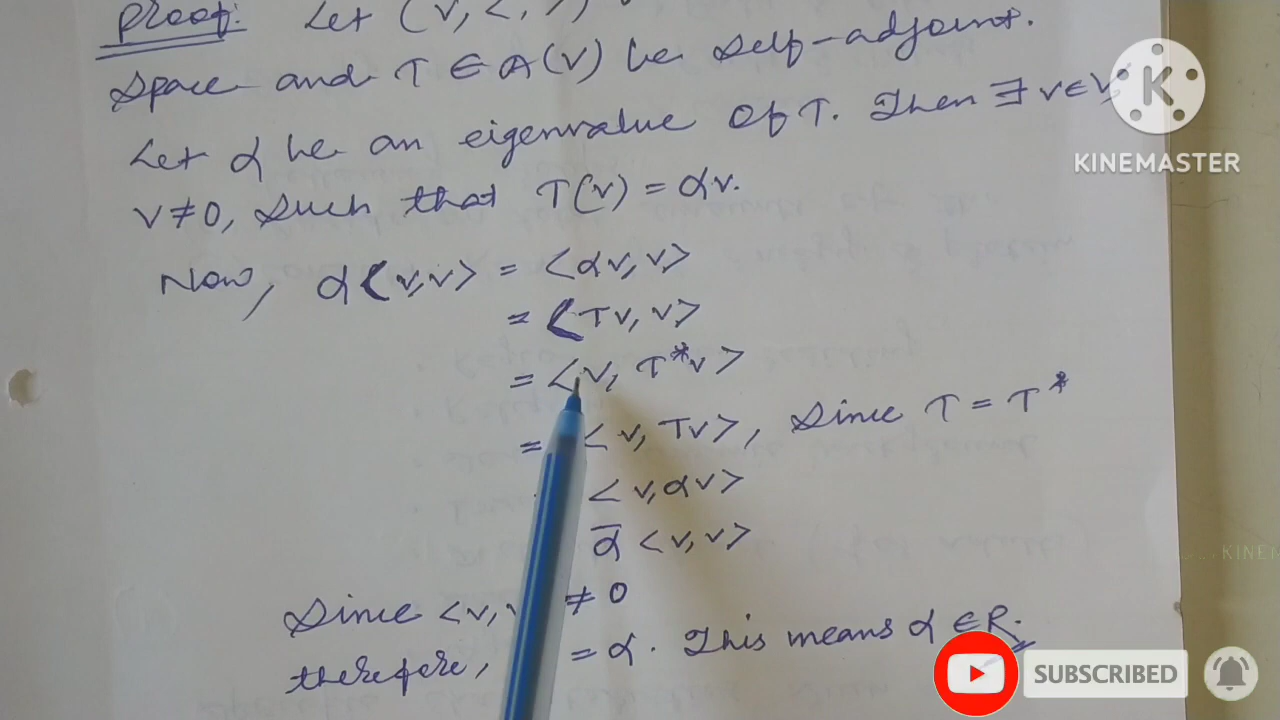 Proof: Let (V, <, >)
Space and T ∈ A(V) be self-adjoint.
Let α be an eigenvalue of T. Then ∃ v ∈ V,
v ≠ 0, such that T(v) = αv.
Now, α<v,v> = <αv, v>
= <Tv, v>
= <v, T*v>
= <v, Tv>, Since T = T*
<v, αv>
ᾱ <v, v>
Since <v, v ≠ 0
therefore, = α. This means α ∈ R.
KINEMASTER
KINEM
SUBSCRIBED